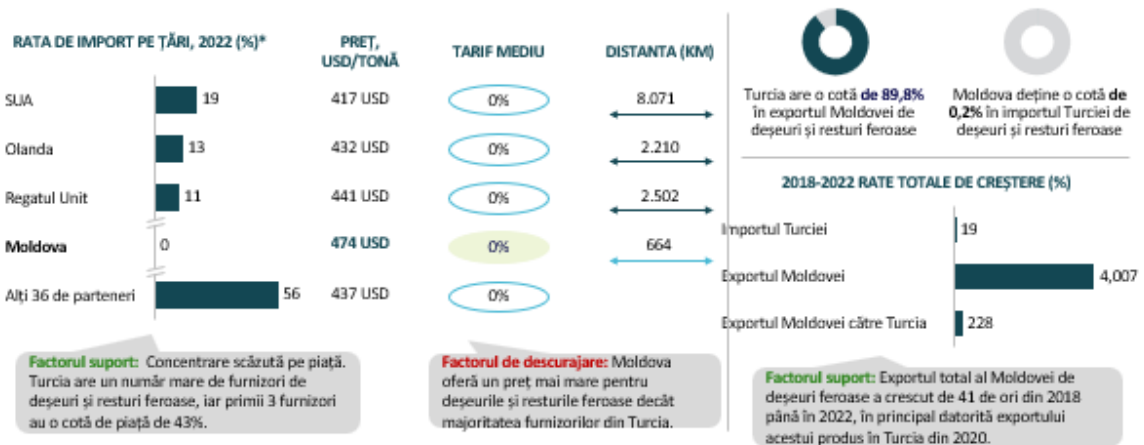 RATA DE IMPORT PE ȚĂRI, 2022 (%)*
PREȚ,
USD/TONĂ
TARIF MEDIU
DISTANTA (KM)
SUA
19
417 USD
0%
8.071
Olanda
13
432 USD
0%
2.210
Regatul Unit
11
441 USD
0%
2.502
Moldova
0
474 USD
0%
664
Alți 36 de parteneri
56
437 USD
0%
Factorul suport: Concentrare scăzută pe piață.
Turcia are un număr mare de furnizori de
deșeuri și resturi feroase, iar primii 3 furnizori
au o cotă de piață de 43%.
Factorul de descurajare: Moldova
oferă un preț mai mare pentru
deșeurile și resturile feroase decât
majoritatea furnizorilor din Turcia.
Turcia are o cotă de 89,8%
în exportul Moldovei de
deșeuri și resturi feroase
Moldova deține o cotă de
0,2% în importul Turciei de
deșeuri și resturi feroase
2018-2022 RATE TOTALE DE CREȘTERE (%)
Importul Turciei
19
Exportul Moldovei
4,007
Exportul Moldovei către Turcia
228
Factorul suport: Exportul total al Moldovei de
deșeuri feroase a crescut de 41 de ori din 2018
până în 2022, în principal datorită exportului
acestui produs în Turcia din 2020.